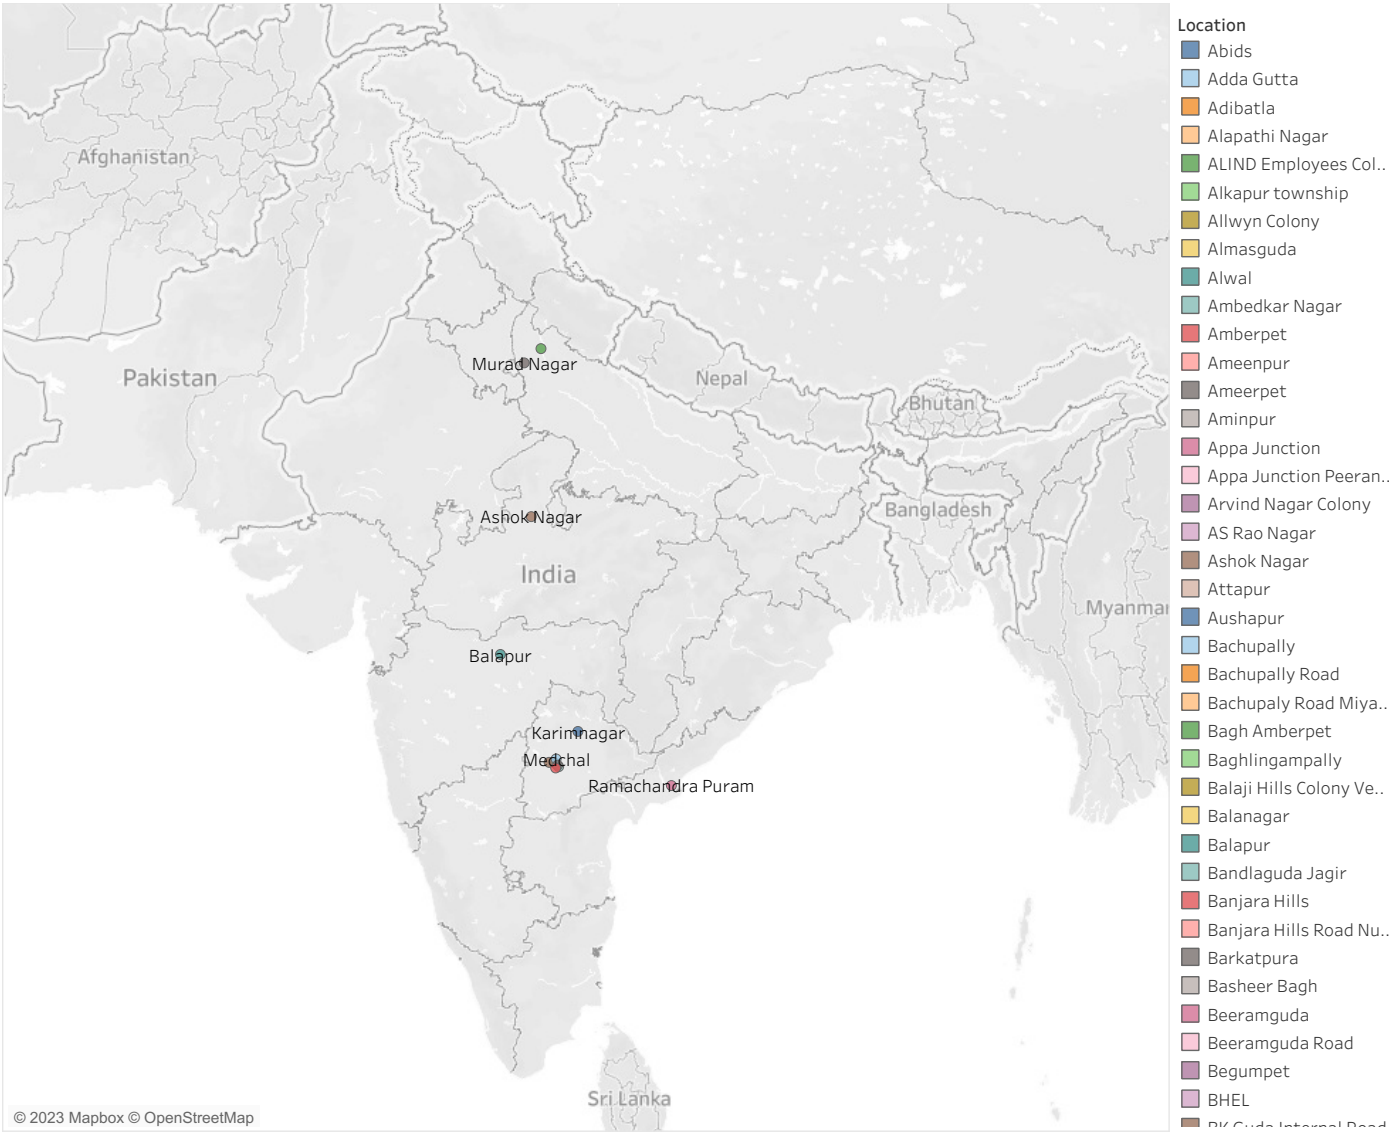 Afghanistan
Pakistan
Murad Nagar
Nepal
Bhutan
Ashok Nagar
Bangladesh
India
Myanmar
Balapur
Karimnagar
Medchal
Ramachandra Puram
Sri Lanka
© 2023 Mapbox © OpenStreetMap
Location
Abids
Adda Gutta
Adibatla
Alapathi Nagar
ALIND Employees Col..
Alkapur township
Allwyn Colony
Almasguda
Alwal
Ambedkar Nagar
Amberpet
Ameenpur
Ameerpet
Aminpur
Appa Junction
Appa Junction Peeran..
Arvind Nagar Colony
AS Rao Nagar
Ashok Nagar
Attapur
Aushapur
Bachupally
Bachupally Road
Bachupaly Road Miya..
Bagh Amberpet
Baghlingampally
Balaji Hills Colony Ve..
Balanagar
Balapur
Bandlaguda Jagir
Banjara Hills
Banjara Hills Road Nu..
Barkatpura
Basheer Bagh
Beeramguda
Beeramguda Road
Begumpet
BHEL
BK Guda Internal Road